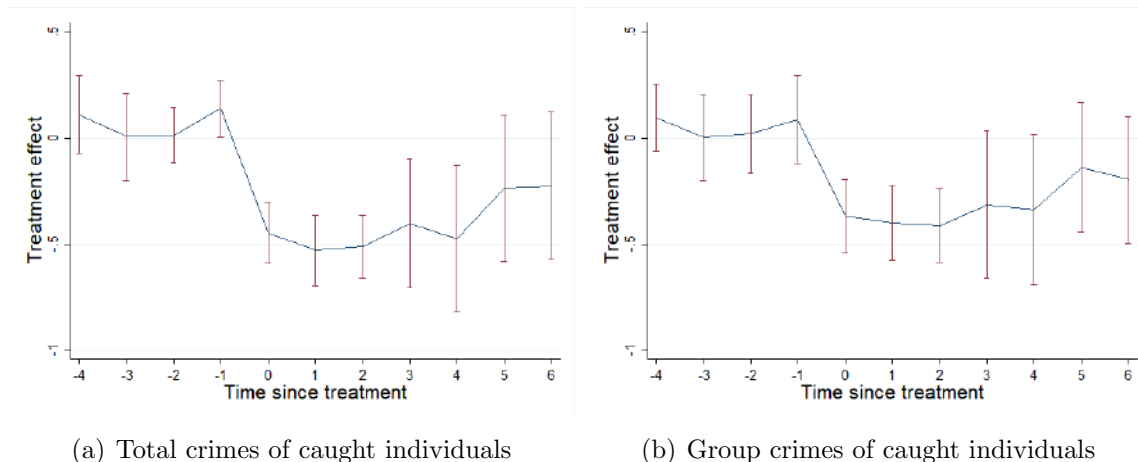 .5
0
-.5
-1
Treatment effect
-4 -3 -2 -1 0 1 2 3 4 5 6
Time since treatment
(a) Total crimes of caught individuals
.5
0
-.5
-1
Treatment effect
-4 -3 -2 -1 0 1 2 3 4 5 6
Time since treatment
(b) Group crimes of caught individuals